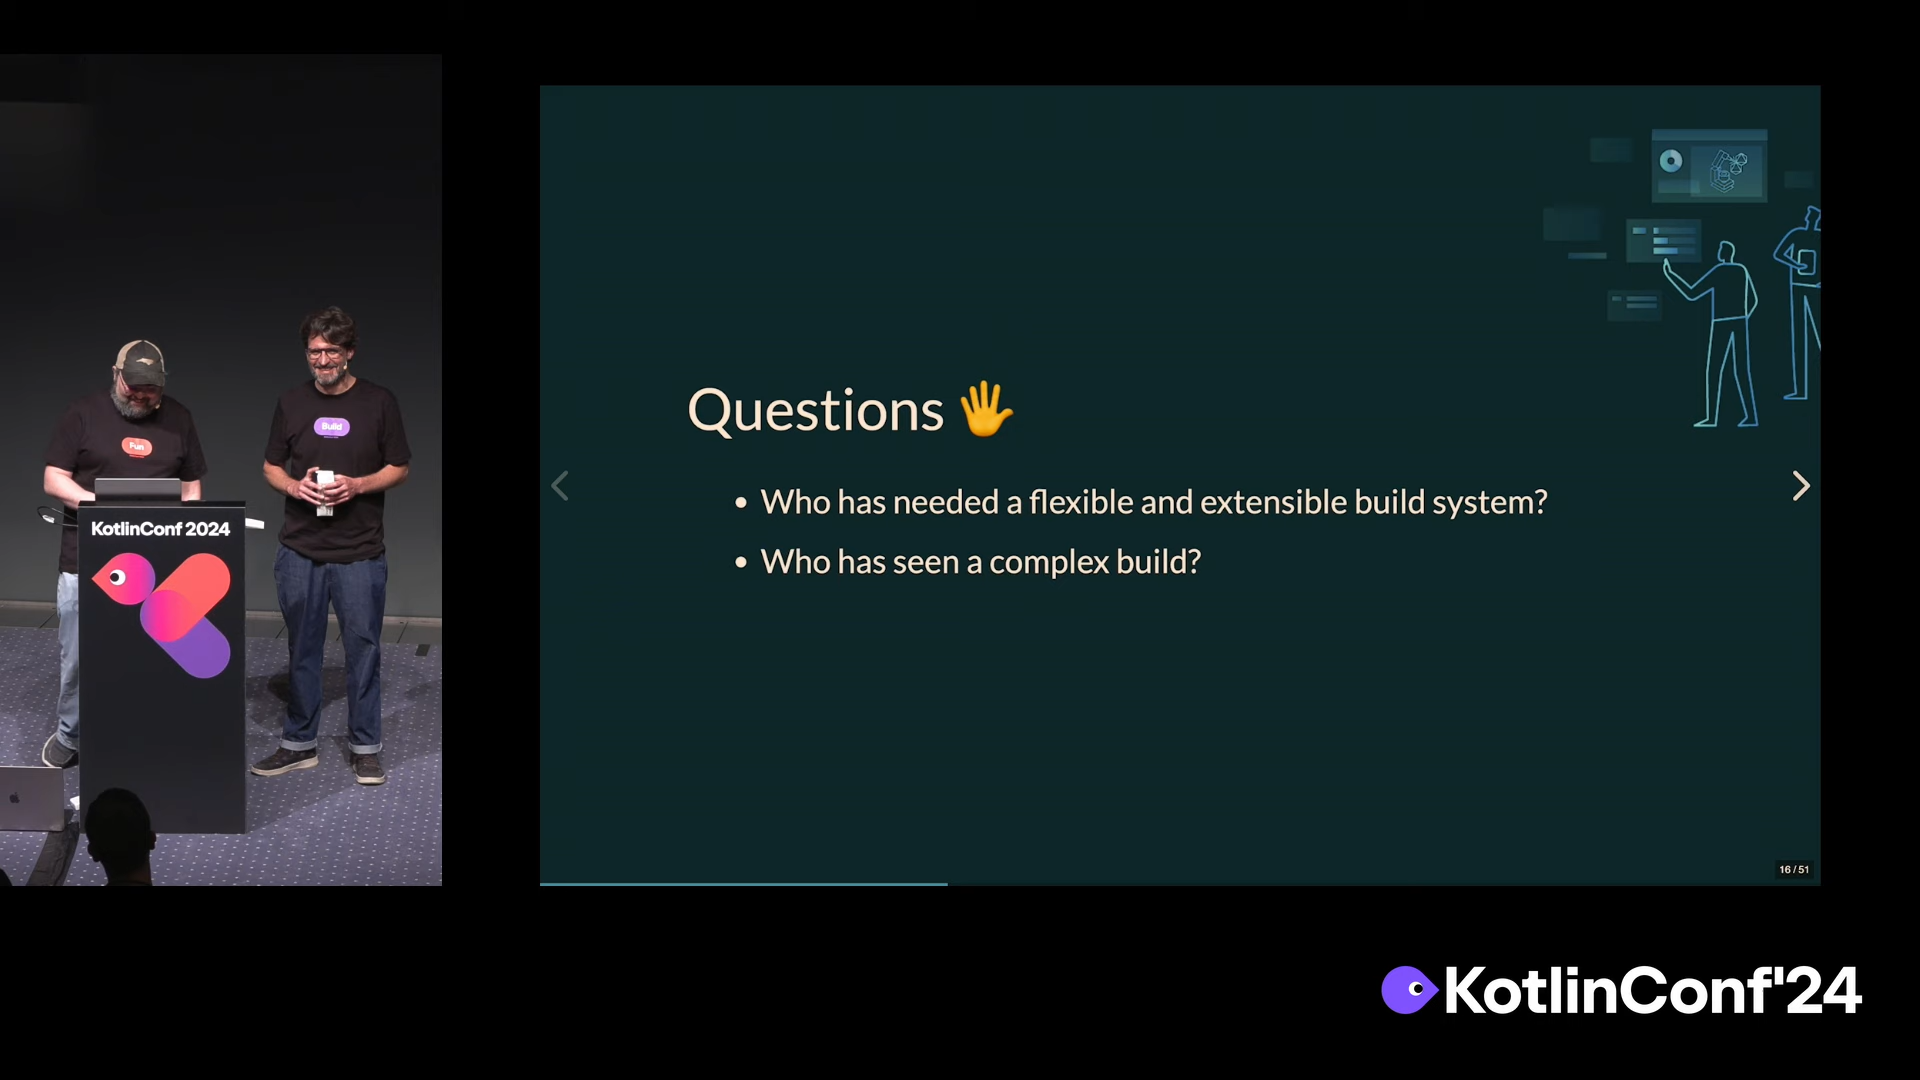 Fun
Build
KotlinConf 2024
Questions 🖐
• Who has needed a flexible and extensible build system?
• Who has seen a complex build?
16 / 51
KotlinConf'24